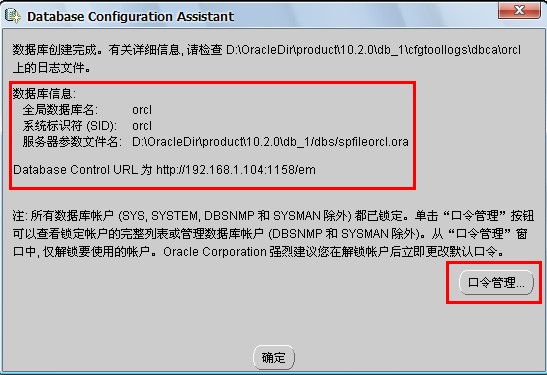 Database Configuration Assistant
数据库创建完成。有关详细信息, 请检查 D:\OracleDir\product\10.2.0\db_1\cfgtoollogs\dbca\orcl
上的日志文件。
数据库信息:
全局数据库名: orcl
系统标识符 (SID): orcl
服务器参数文件名: D:\OracleDir\product\10.2.0\db_1/dbs/spfileorcl.ora
Database Control URL 为 http://192.168.1.104:1158/em
注: 所有数据库帐户 (SYS, SYSTEM, DBSNMP 和 SYSMAN 除外) 都已锁定。单击“口令管理”按钮
可以查看锁定帐户的完整列表或管理数据库帐户 (DBSNMP 和 SYSMAN 除外)。从“口令管理”窗
口中, 仅解锁要使用的帐户。Oracle Corporation 强烈建议您在解锁帐户后立即更改默认口令。
口令管理...
确定